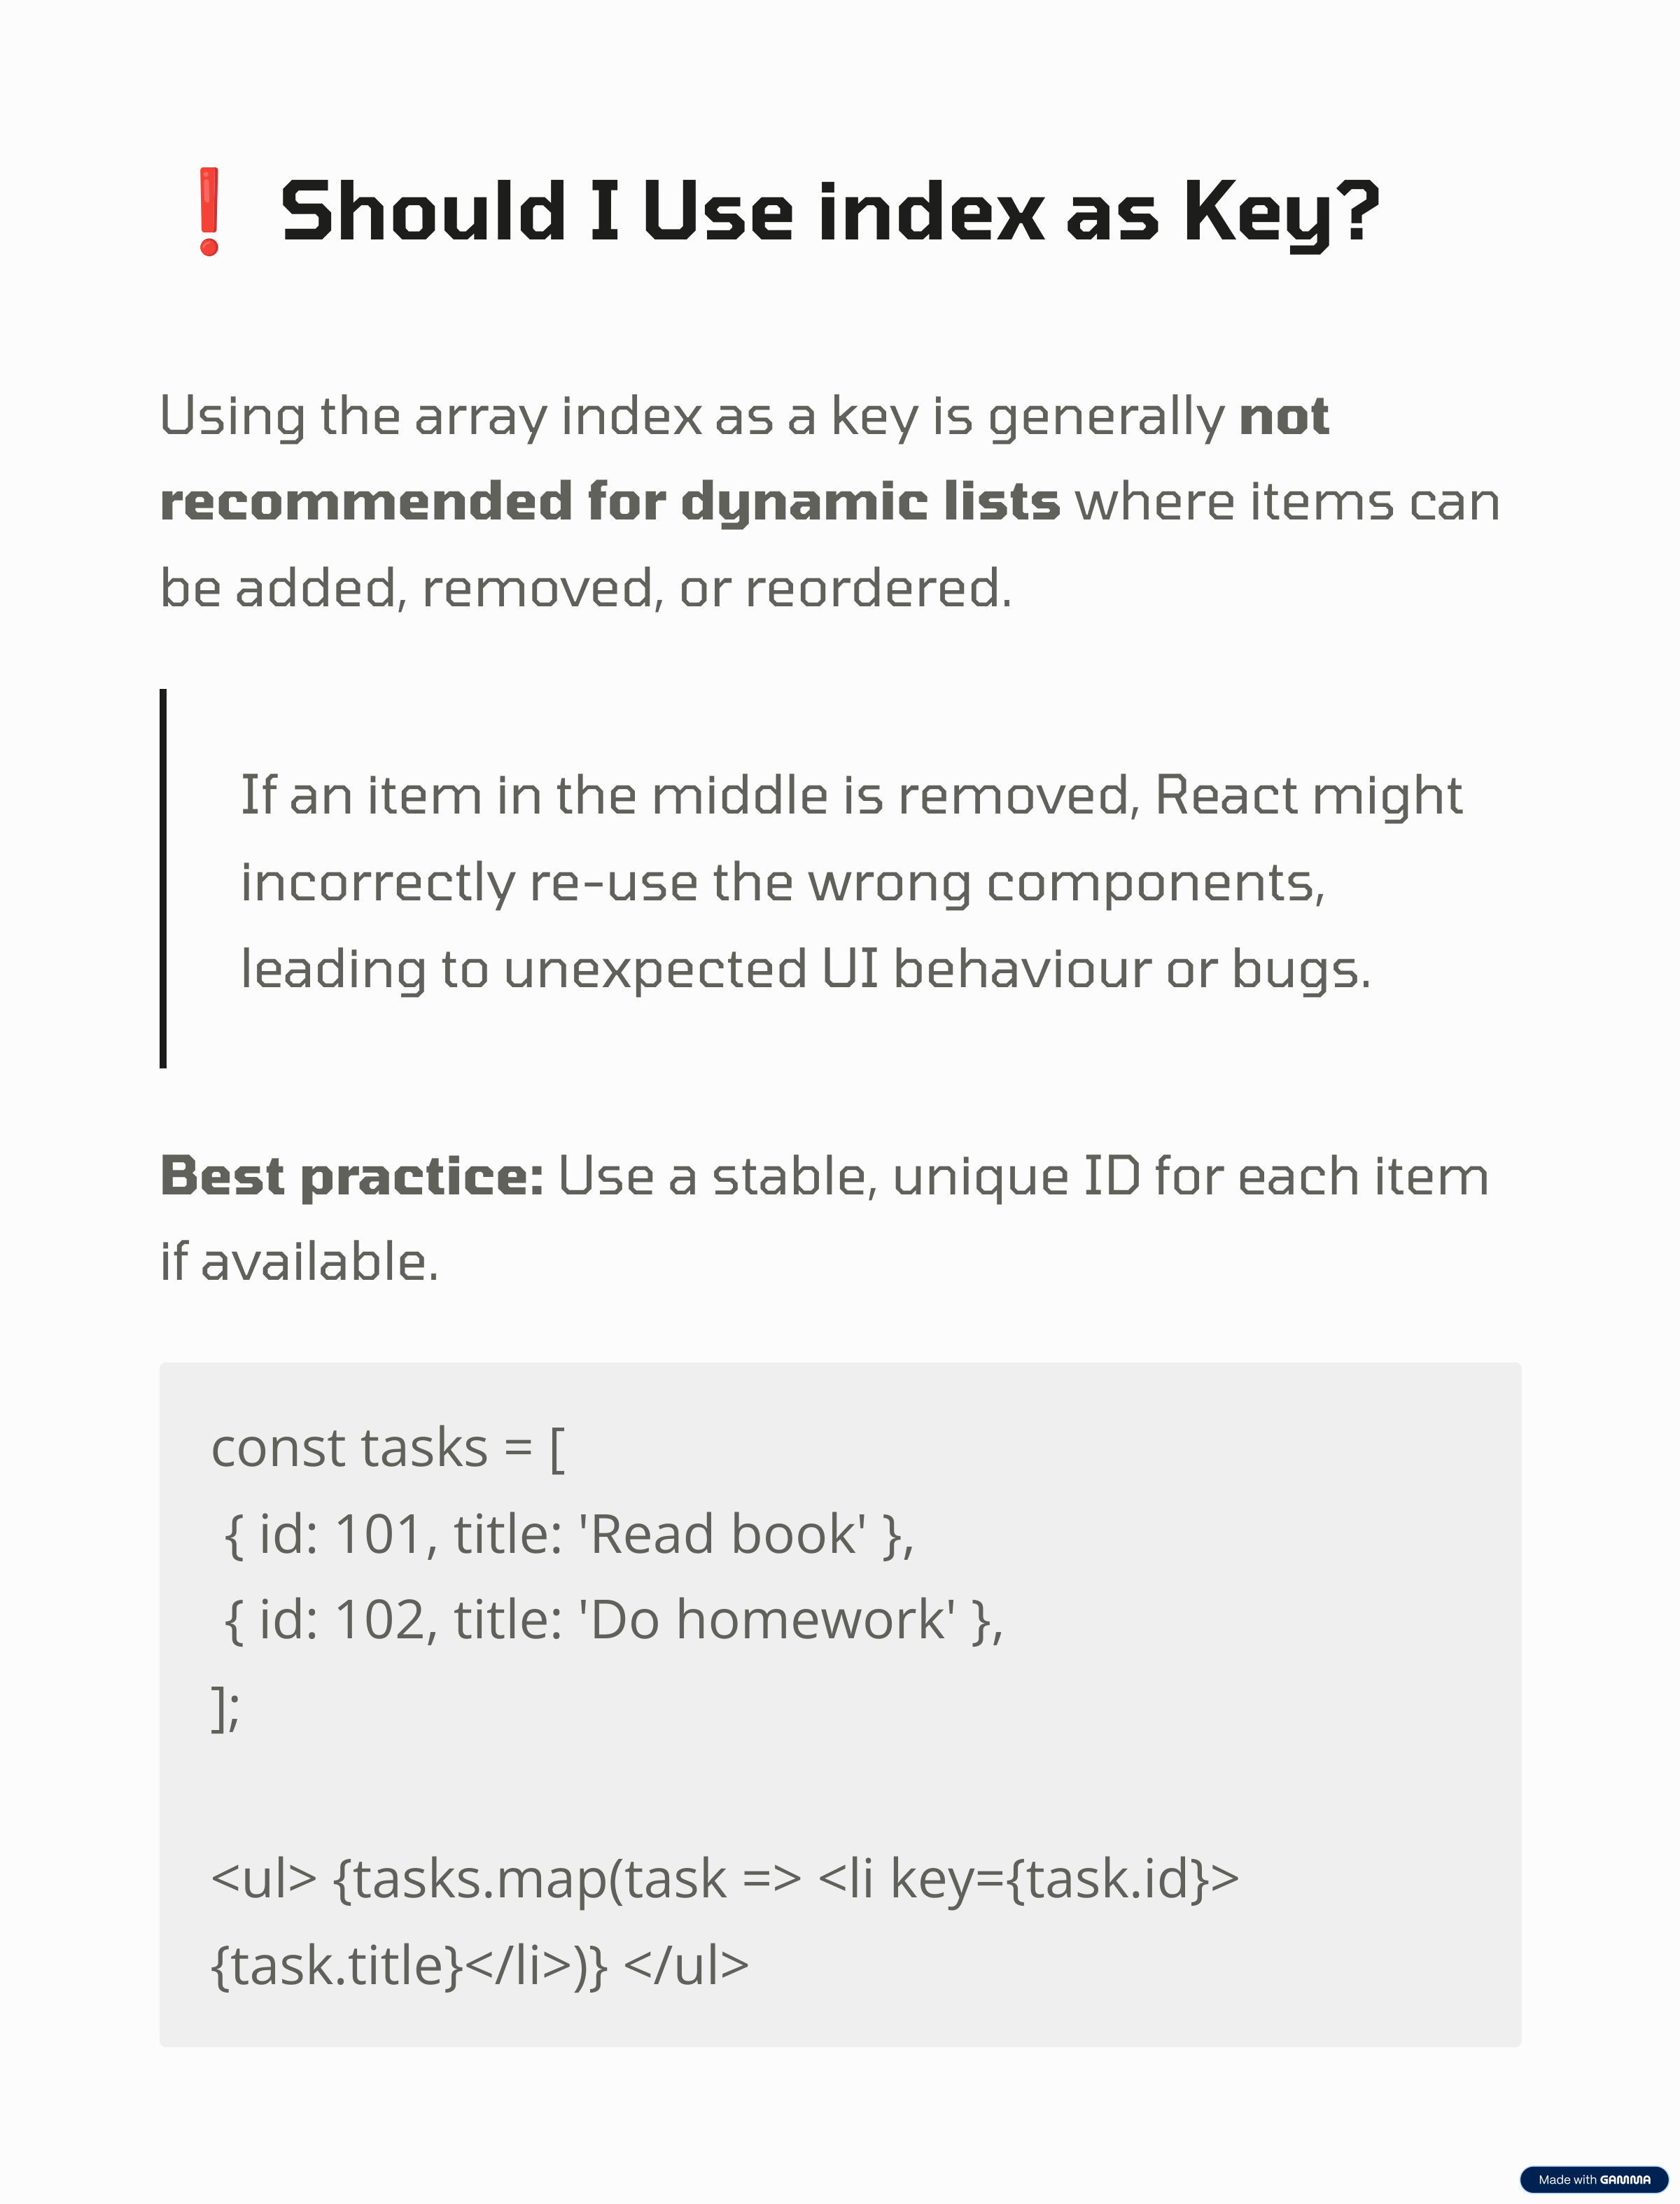 ❗ Should I Use index as Key?
Using the array index as a key is generally not
recommended for dynamic lists where items can
be added, removed, or reordered.
If an item in the middle is removed, React might
incorrectly re-use the wrong components,
leading to unexpected UI behaviour or bugs.
Best practice: Use a stable, unique ID for each item
if available.
const tasks = [
{ id: 101, title: 'Read book' },
{ id: 102, title: 'Do homework' },
];
<ul> {tasks.map(task => <li key={task.id}>
{task.title}</li>)} </ul>
Made with GAMMA